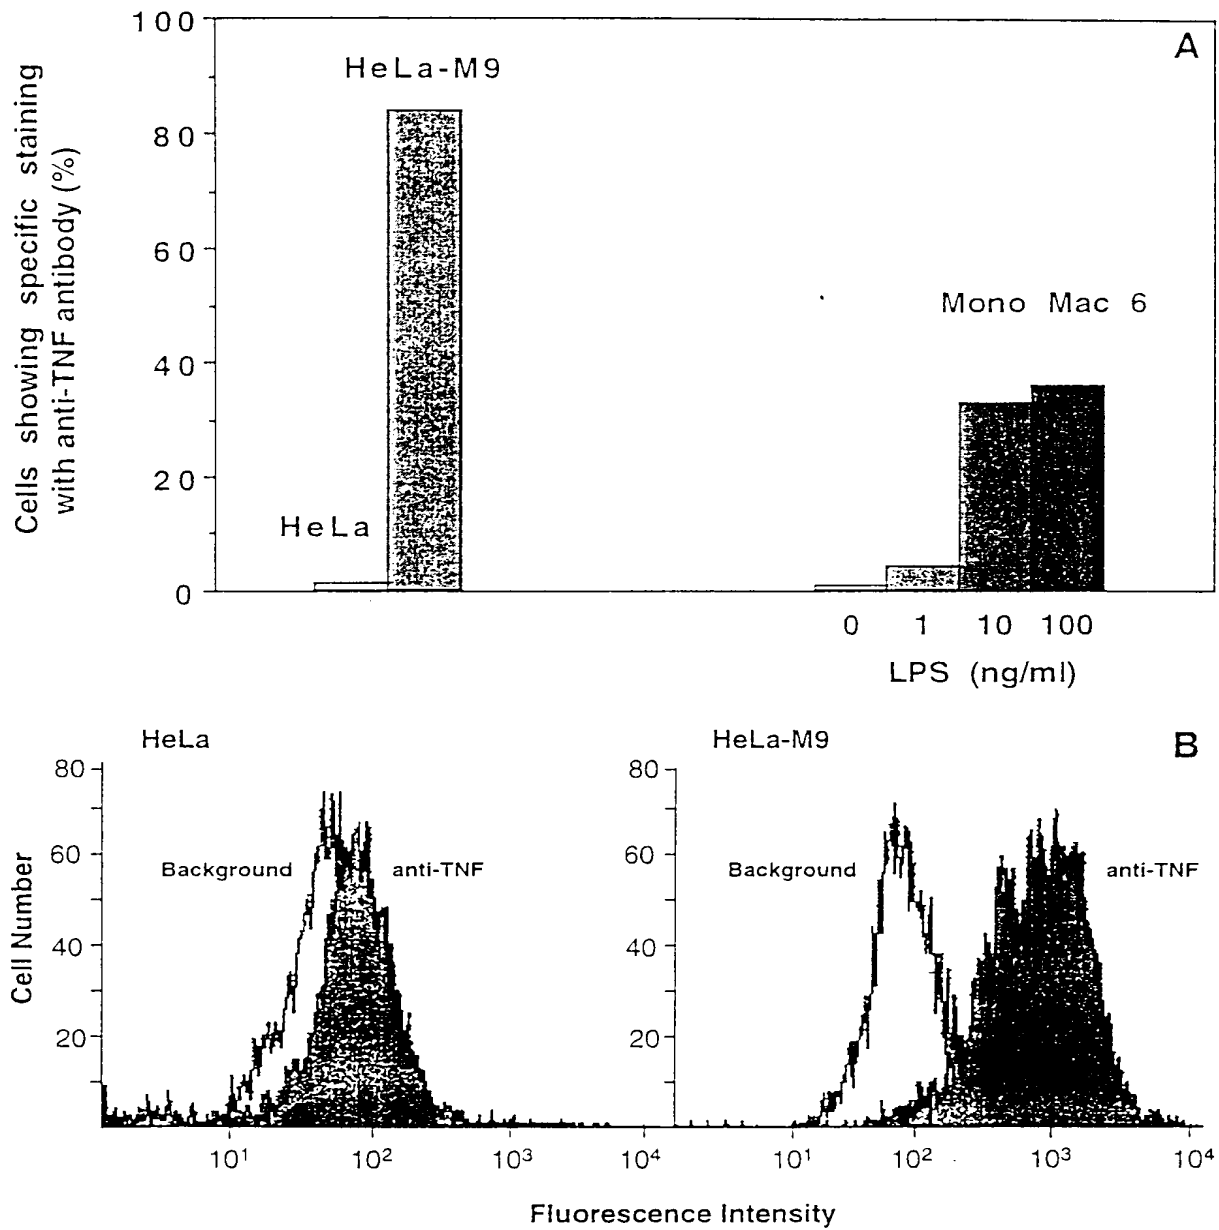 A
100
80
60
40
20
0
Cells showing specific staining
with anti-TNF antibody (%)
HeLa-M9
HeLa
Mono Mac 6
0 1 10 100
LPS (ng/ml)
B
HeLa
80
60
40
20
Cell Number
Background
anti-TNF
10¹ 10² 10³ 10⁴
HeLa-M9
80
60
40
20
Background
anti-TNF
10¹ 10² 10³ 10⁴
Fluorescence Intensity